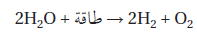 2H₂O + طاقة → 2H₂ + O₂